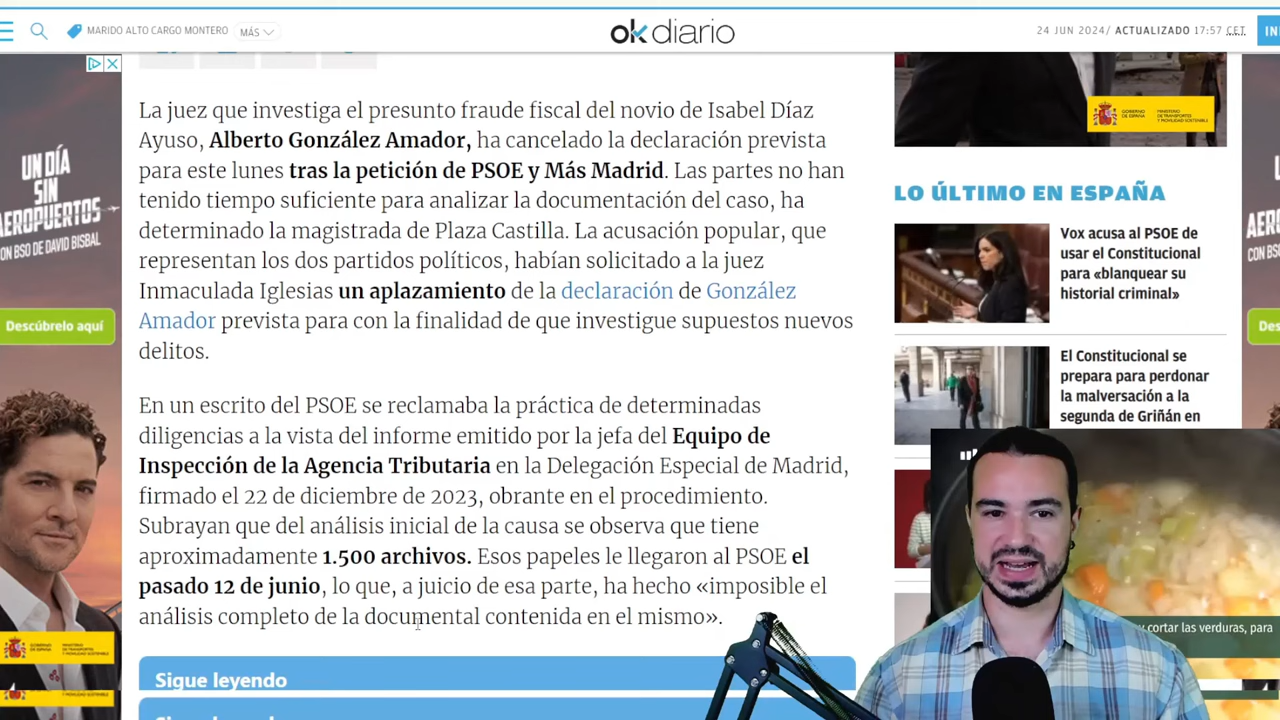 MARIDO ALTO CARGO MONTERO
MÁS
okdiario
24 JUN 2024/ ACTUALIZADO 17:57 CET
UN DÍA
SIN
AEROPUERTOS
CON BSO DE DAVID BISBAL
Descúbrelo aquí
La juez que investiga el presunto fraude fiscal del novio de Isabel Díaz
Ayuso, Alberto González Amador, ha cancelado la declaración prevista
para este lunes tras la petición de PSOE y Más Madrid. Las partes no han
tenido tiempo suficiente para analizar la documentación del caso, ha
determinado la magistrada de Plaza Castilla. La acusación popular, que
representan los dos partidos políticos, habían solicitado a la juez
Inmaculada Iglesias un aplazamiento de la declaración de González
Amador prevista para con la finalidad de que investigue supuestos nuevos
delitos.
En un escrito del PSOE se reclamaba la práctica de determinadas
diligencias a la vista del informe emitido por la jefa del Equipo de
Inspección de la Agencia Tributaria en la Delegación Especial de Madrid,
firmado el 22 de diciembre de 2023, obrante en el procedimiento.
Subrayan que del análisis inicial de la causa se observa que tiene
aproximadamente 1.500 archivos. Esos papeles le llegaron al PSOE el
pasado 12 de junio, lo que, a juicio de esa parte, ha hecho «imposible el
análisis completo de la documental contenida en el mismo».
Sigue leyendo
GOBIERNO
DE ESPAÑA
MINISTERIO
DE TRANSPORTES
Y MOVILIDAD SOSTENIBLE
LO ÚLTIMO EN ESPAÑA
Vox acusa al PSOE de
usar el Constitucional
para «blanquear su
historial criminal»
El Constitucional se
prepara para perdonar
la malversación a la
segunda de Griñán en
y cortar las verduras, para